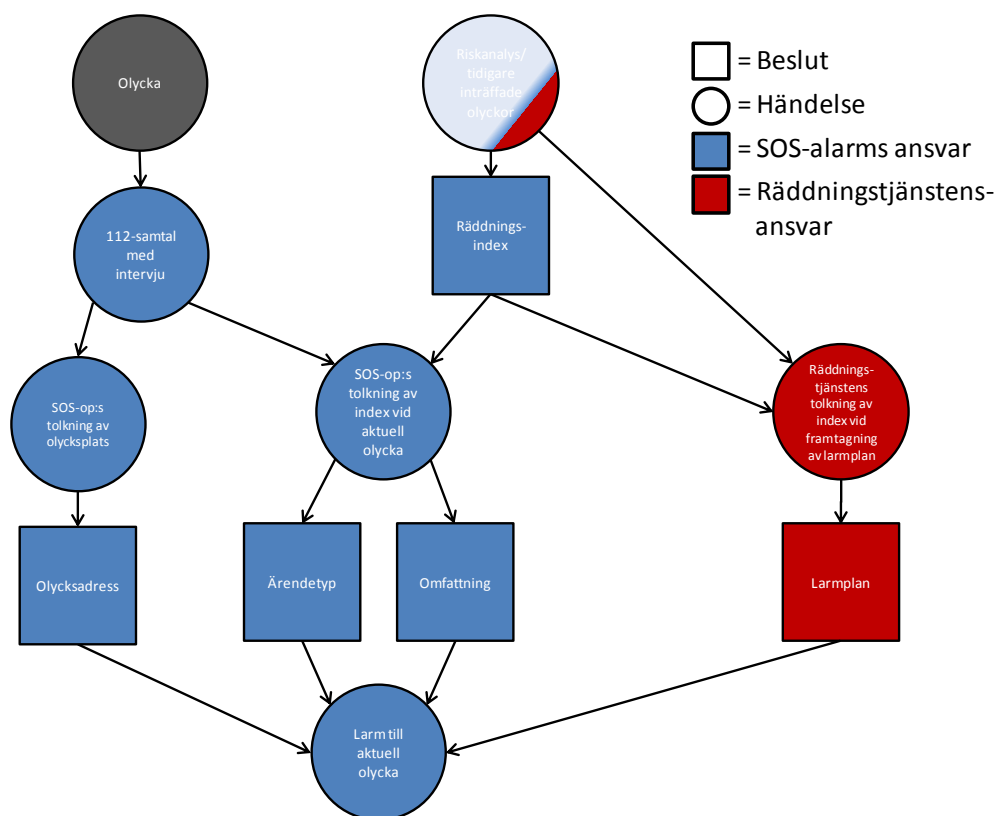 Olycka
Riskanalys/
tidigare
inträffade
olyckor
= Beslut
= Händelse
= SOS-alarms ansvar
= Räddningstjänstens-
ansvar
112-samtal
med
intervju
Räddnings-
index
SOS-op:s
tolkning av
olycksplats
SOS-op:s
tolkning av
index vid
aktuell
olycka
Räddnings-
tjänstens
tolkning av
index vid
framtagning
av larmplan
Olycksadress
Ärendetyp
Omfattning
Larmplan
Larm till
aktuell
olycka